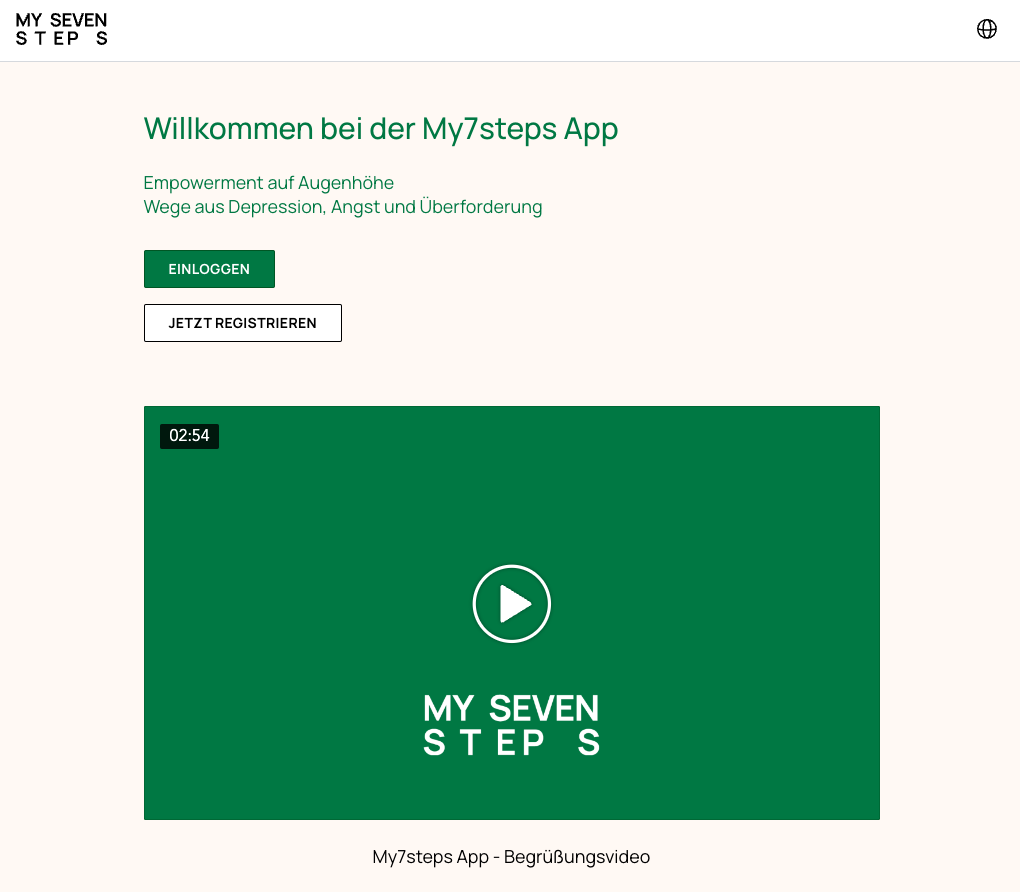 MY SEVEN
STEP S
Willkommen bei der My7steps App
Empowerment auf Augenhöhe
Wege aus Depression, Angst und Überforderung
EINLOGGEN
JETZT REGISTRIEREN
02:54
MY SEVEN
STEP S
My7steps App - Begrüßungsvideo